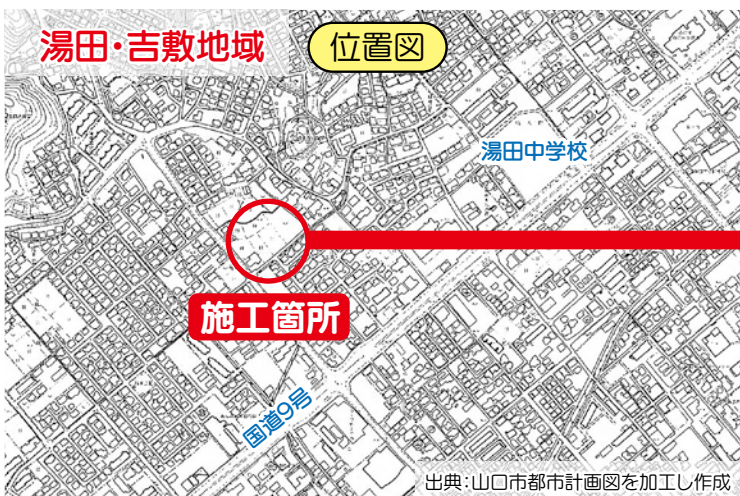 湯田・吉敷地域
位置図
湯田中学校
施工箇所
国道9号
出典:山口市都市計画図を加工し作成